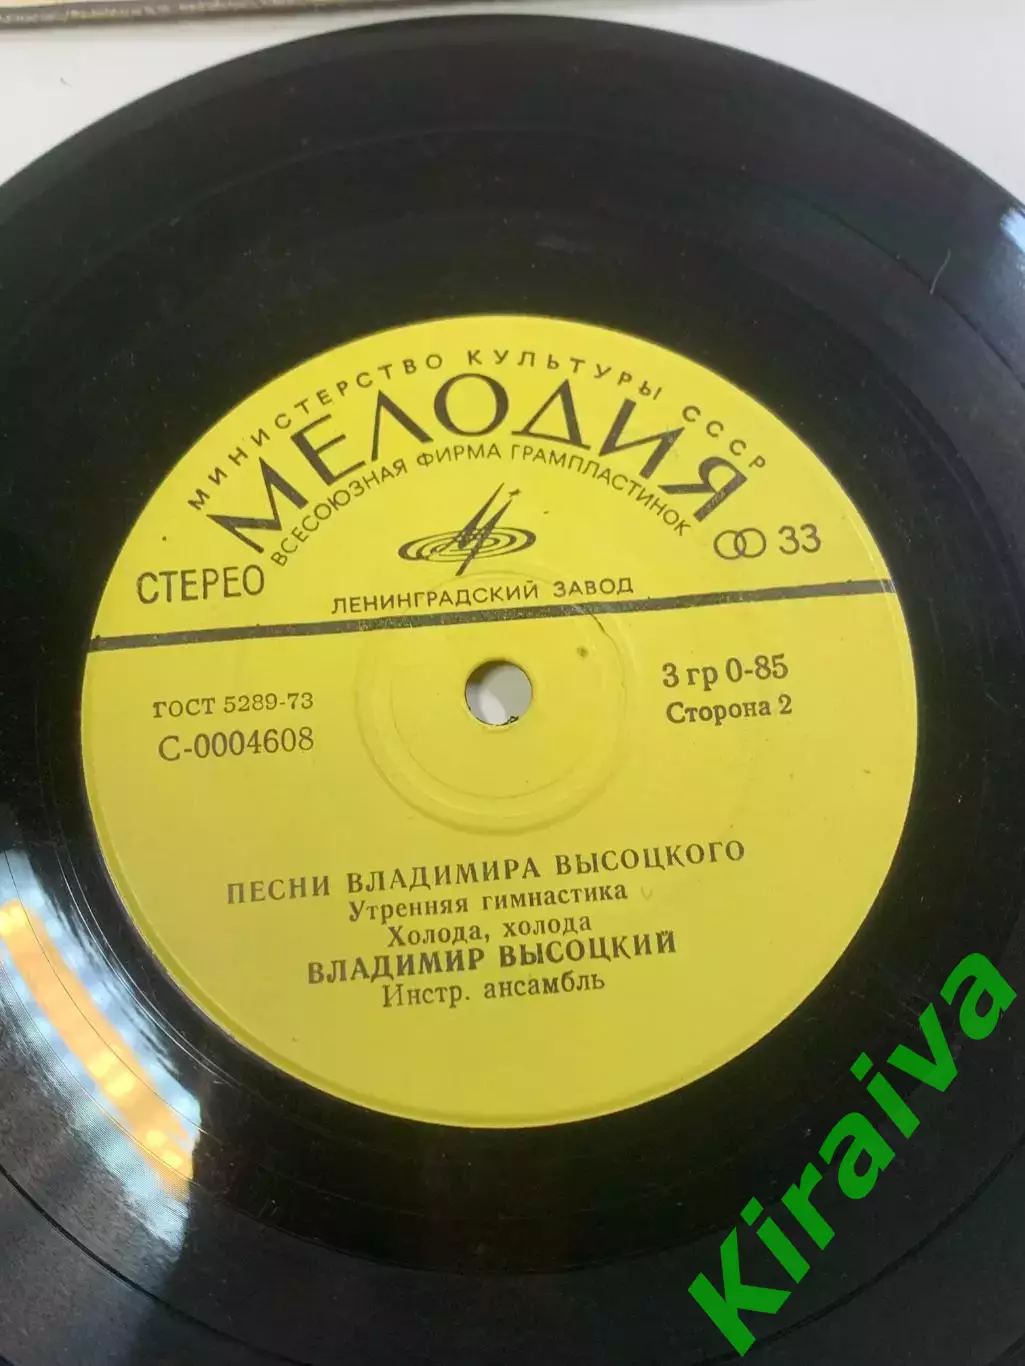 МИНИСТЕРСТВО КУЛЬТУРЫ СССР
МЕЛОДИЯ
ВСЕСОЮЗНАЯ ФИРМА ГРАМПЛАСТИНОК
33
СТЕРЕО
ЛЕНИНГРАДСКИЙ ЗАВОД
ГОСТ 5289-73
3 гр 0-85
С-0004608
Сторона 2
ПЕСНИ ВЛАДИМИРА ВЫСОЦКОГО
Утренняя гимнастика
Холода, холода
ВЛАДИМИР ВЫСОЦКИЙ
Инстр. ансамбль
Kiraiva